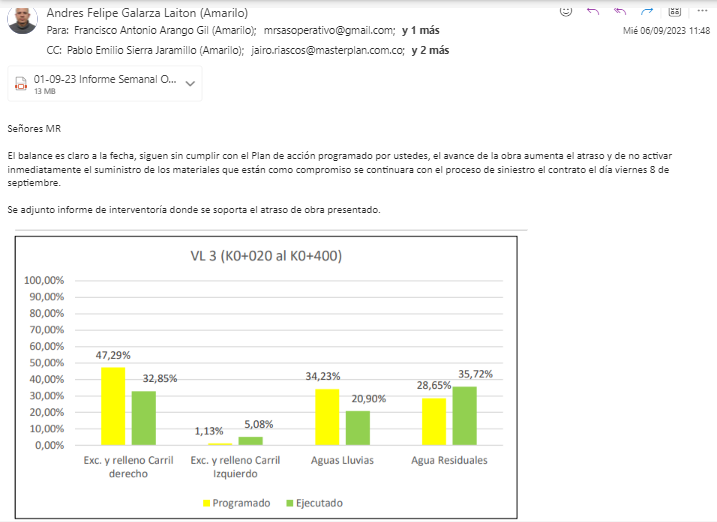 Andres Felipe Galarza Laiton (Amarilo)
Para: Francisco Antonio Arango Gil (Amarilo); mrsasoperativo@gmail.com; y 1 más
Mié 06/09/2023 11:48
CC: Pablo Emilio Sierra Jaramillo (Amarilo); jairo.riascos@masterplan.com.co; y 2 más
01-09-23 Informe Semanal O...
13 MB
Señores MR
El balance es claro a la fecha, siguen sin cumplir con el Plan de acción programado por ustedes, el avance de la obra aumenta el atraso y de no activar
inmediatamente el suministro de los materiales que están como compromiso se continuara con el proceso de siniestro el contrato el día viernes 8 de
septiembre.
Se adjunto informe de interventoría donde se soporta el atraso de obra presentado.
VL 3 (K0+020 al K0+400)
100,00%
90,00%
80,00%
70,00%
60,00%
50,00%
40,00%
30,00%
20,00%
10,00%
0,00%
47,29%
32,85%
1,13%
5,08%
34,23%
20,90%
28,65%
35,72%
Exc. y relleno Carril
derecho
Exc. y relleno Carril
Izquierdo
Aguas Lluvias
Agua Residuales
Programado
Ejecutado